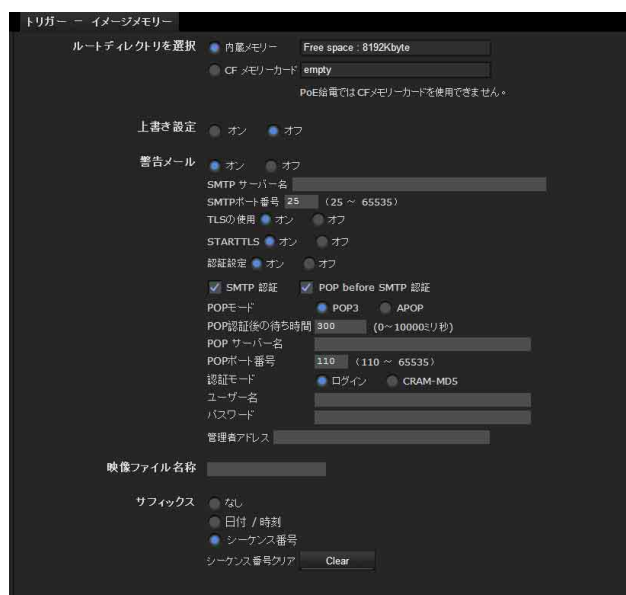 トリガー － イメージメモリー
ルートディレクトリを選択 内蔵メモリー Free space : 8192Kbyte
CF メモリーカード empty
PoE給電ではCFメモリーカードを使用できません。
上書き設定 オン オフ
警告メール オン オフ
SMTP サーバー名
SMTPポート番号 25 (25 ～ 65535)
TLSの使用 オン オフ
STARTTLS オン オフ
認証設定 オン オフ
SMTP 認証 POP before SMTP 認証
POPモード POP3 APOP
POP認証後の待ち時間 300 (0～10000ミリ秒)
POP サーバー名
POPポート番号 110 (110 ～ 65535)
認証モード ログイン CRAM-MD5
ユーザー名
パスワード
管理者アドレス
映像ファイル名称
サフィックス なし
日付 / 時刻
シーケンス番号
シーケンス番号クリア Clear